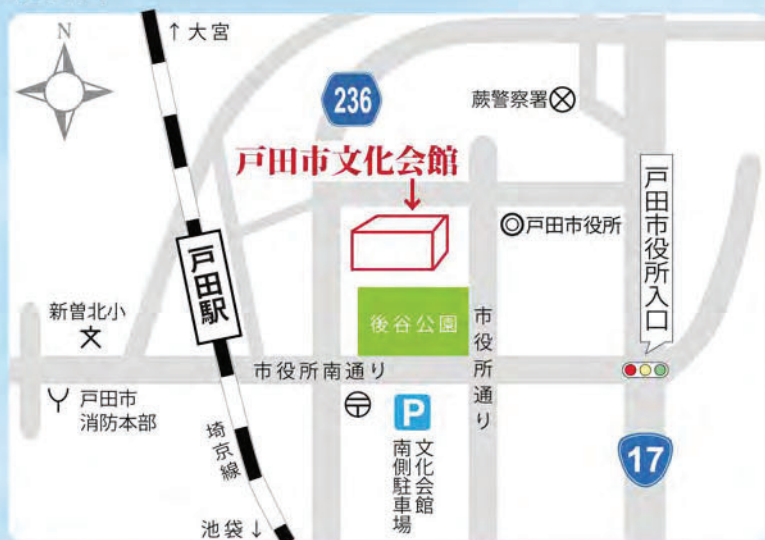 N
↑大宮
236
蕨警察署
戸田市文化会館
戸田市役所入口
戸田市役所
戸田駅
新曽北小
文
後谷公園
市役所通り
市役所南通り
戸田市
消防本部
P
文化会館
南側駐車場
埼京線
17
池袋↓